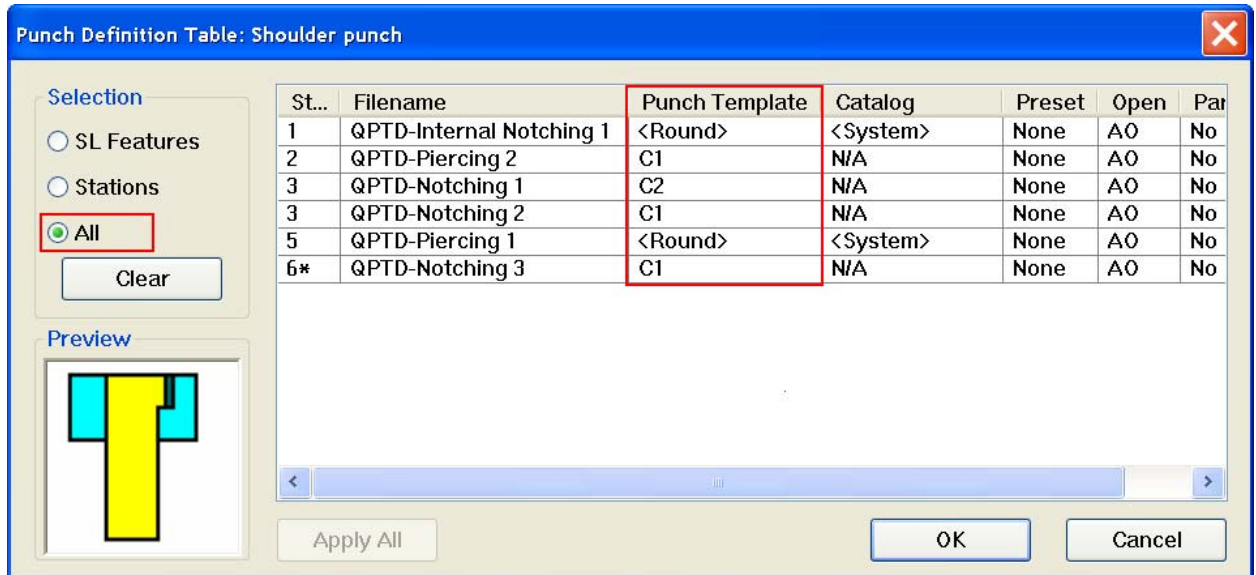 Punch Definition Table: Shoulder punch
Selection
SL Features
Stations
All
Clear
Preview
St... Filename Punch Template Catalog Preset Open Par
1 QPTD-Internal Notching 1 <Round> <System> None AO No
2 QPTD-Piercing 2 C1 N/A None AO No
3 QPTD-Notching 1 C2 N/A None AO No
3 QPTD-Notching 2 C1 N/A None AO No
5 QPTD-Piercing 1 <Round> <System> None AO No
6* QPTD-Notching 3 C1 N/A None AO No
Apply All OK Cancel